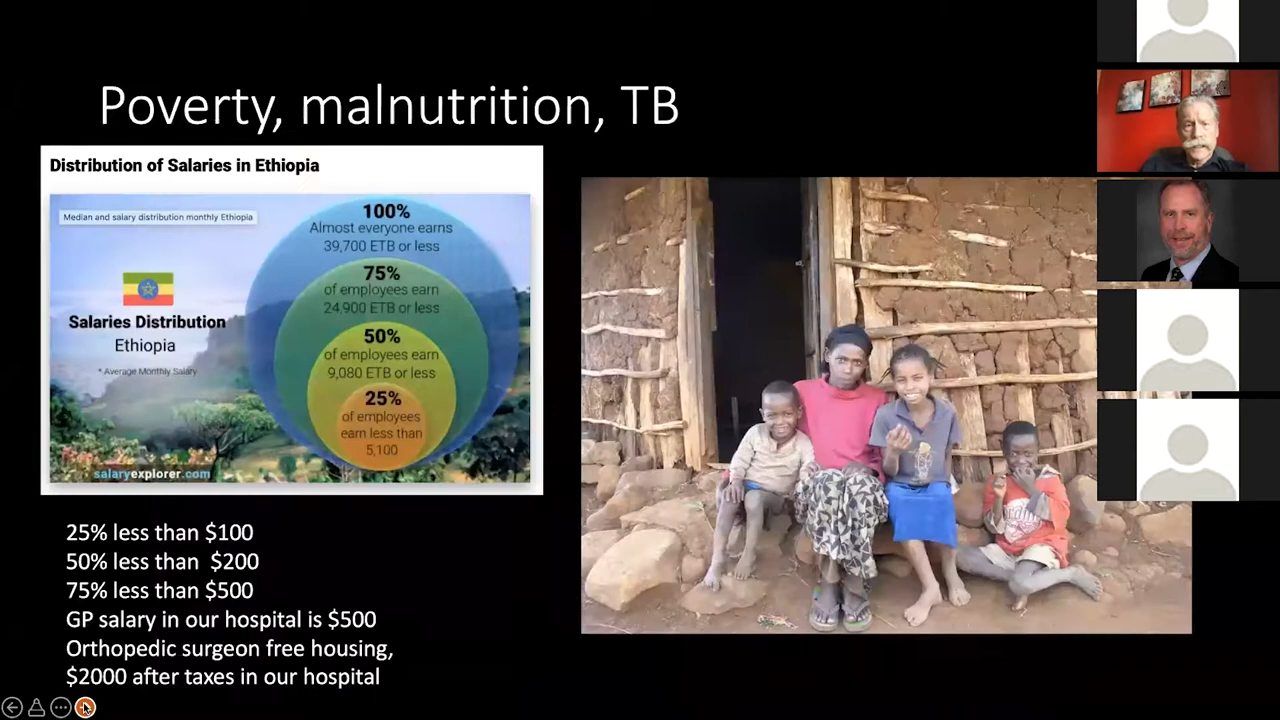 Poverty, malnutrition, TB
Distribution of Salaries in Ethiopia
Median and salary distribution monthly Ethiopia
Salaries Distribution
Ethiopia
* Average Monthly Salary
100%
Almost everyone earns
39,700 ETB or less
75%
of employees earn
24,900 ETB or less
50%
of employees earn
9,080 ETB or less
25%
of employees
earn less than
5,100
salaryexplorer.com
25% less than $100
50% less than  $200
75% less than $500
GP salary in our hospital is $500
Orthopedic surgeon free housing,
$2000 after taxes in our hospital